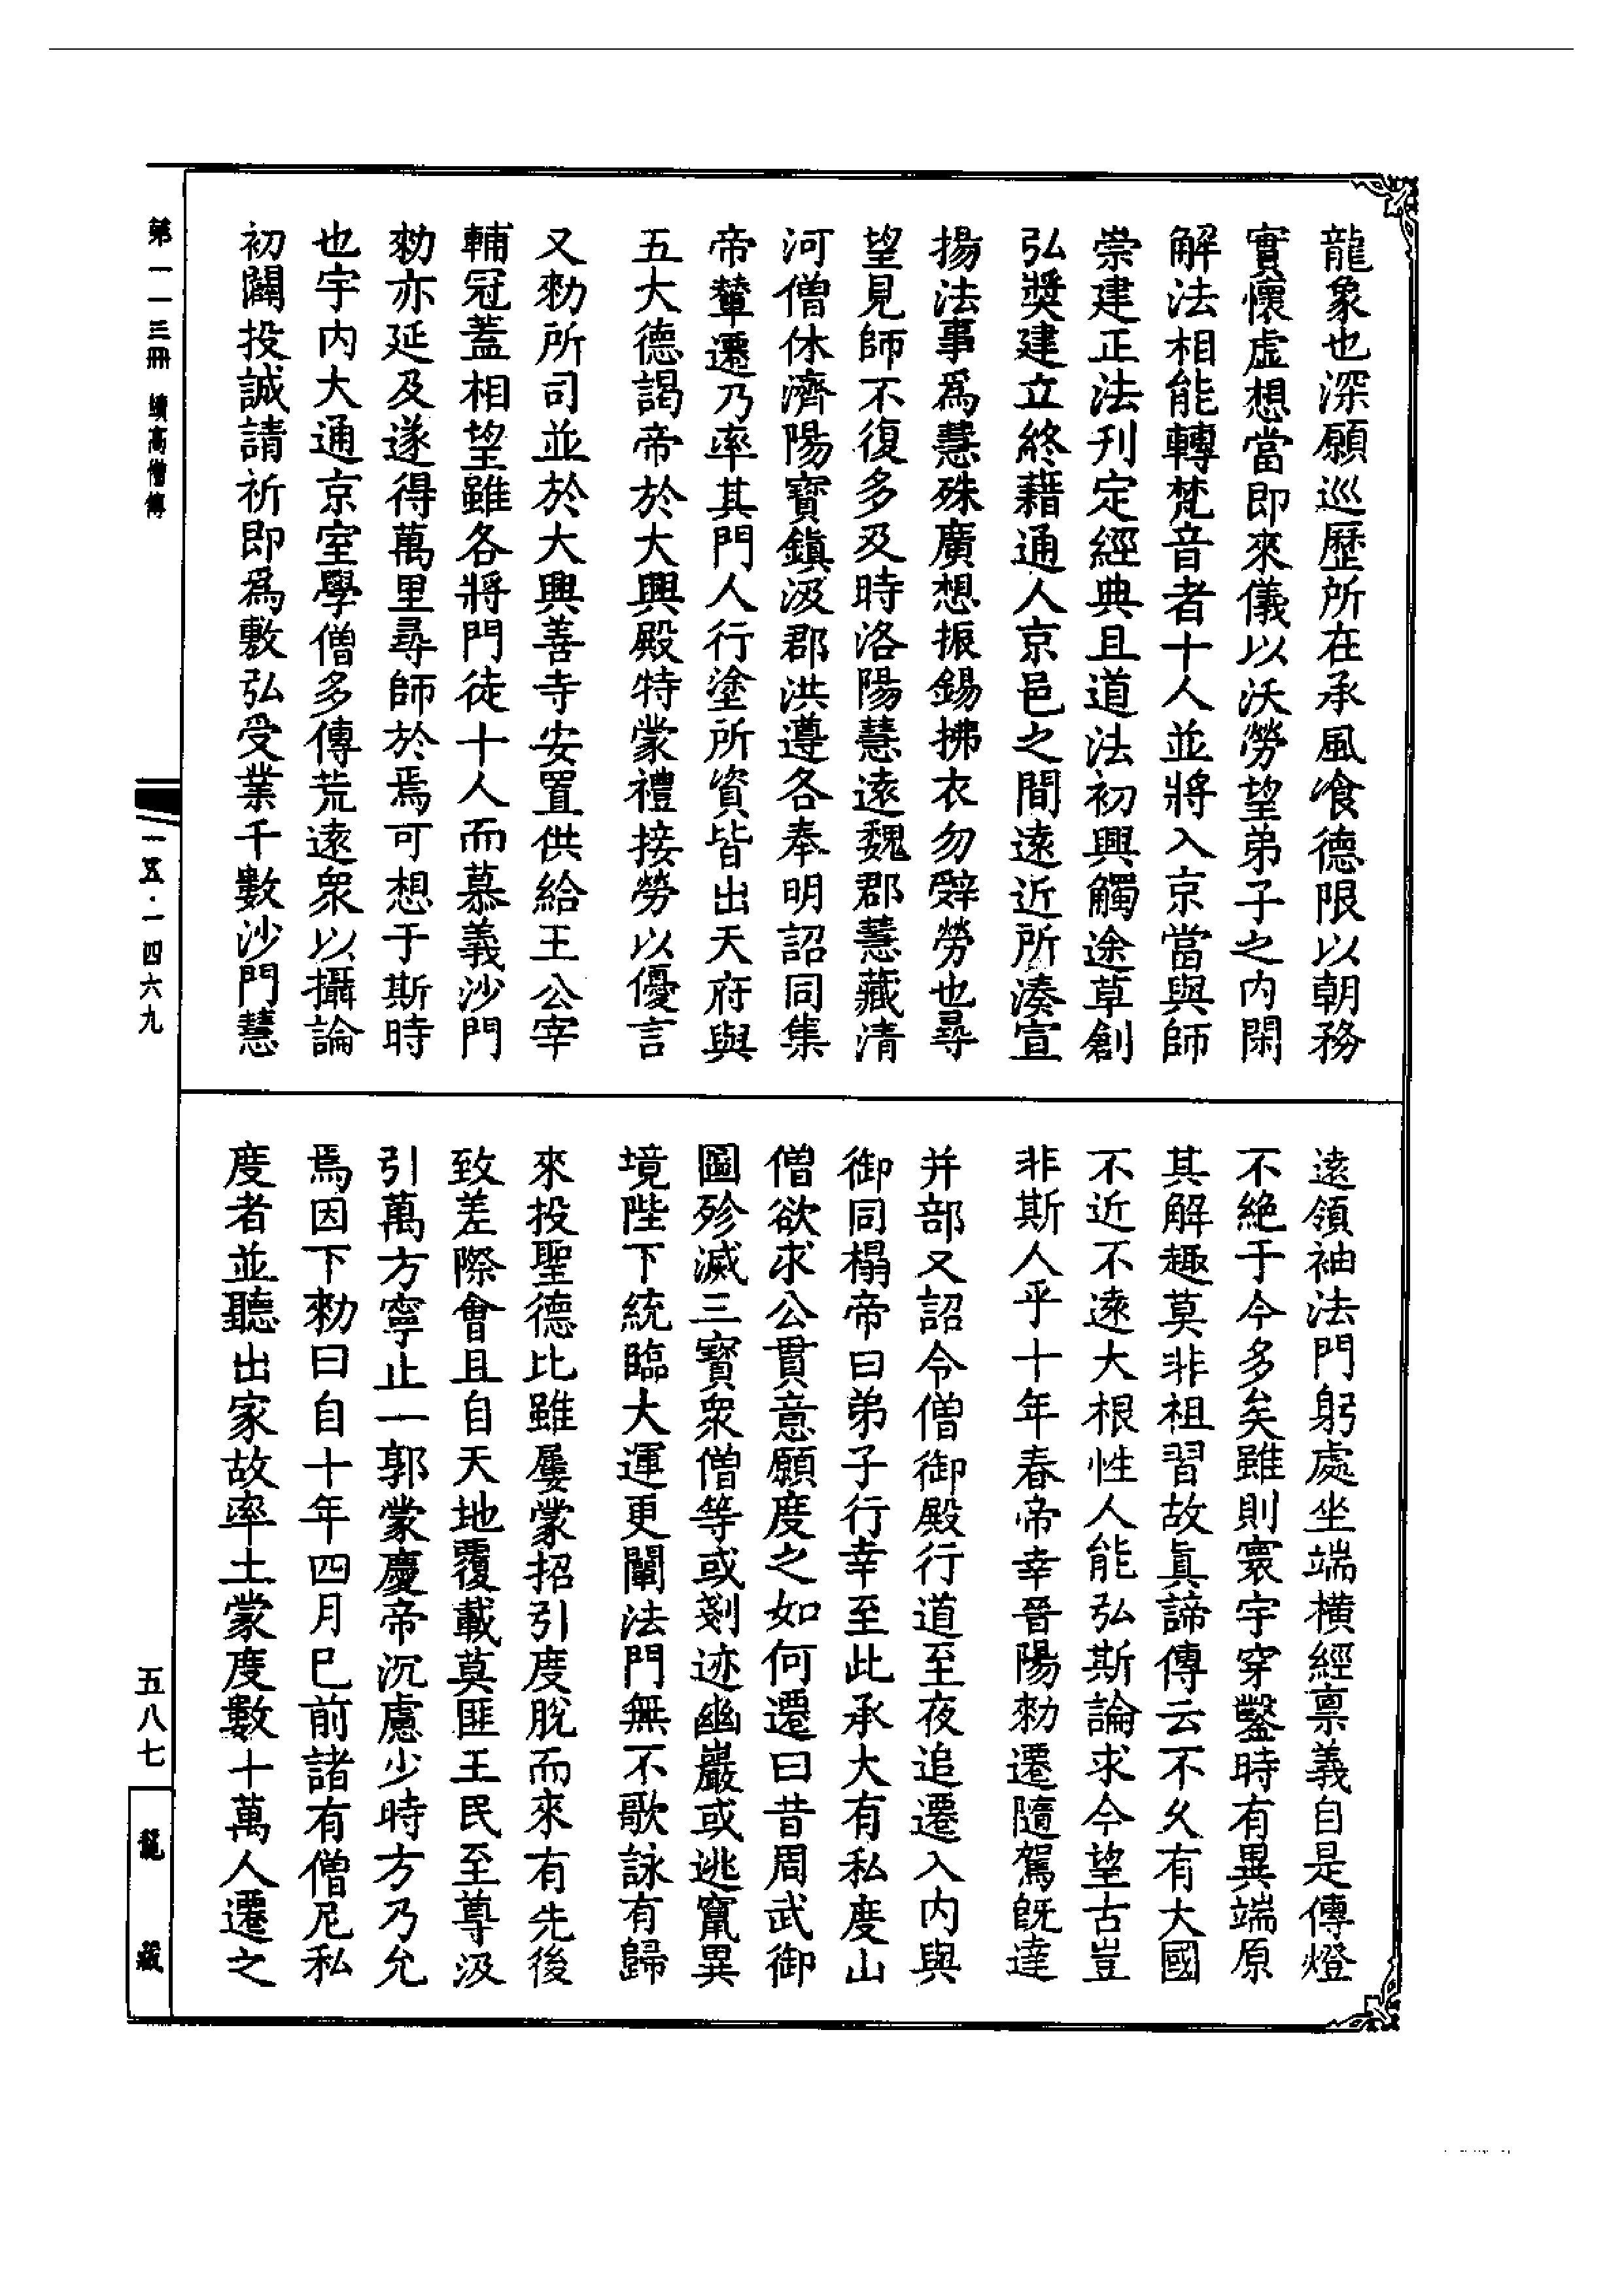 龍象也深願巡歷所在承風飡德限以朝務
實懷虛想當即來儀以沃勞望弟子之內閑
解法相能轉梵音者十人並將入京當與師
崇建正法刋定經典且道法初興觸途草創
弘獎建立終藉通人京邑之間遠近所湊宣
揚法事爲慧殊廣想振錫拂衣勿辤勞也尋
望見師不復多及時洛陽慧遠魏郡慧藏清
河僧休濟陽寶鎭汲郡洪遵各奉明詔同集
帝輦遷乃率其門人行塗所資皆出天府與
五大德謁帝於大興殿特蒙禮接勞以優言
又勑所司並於大興善寺安置供給王公宰
輔冠蓋相望雖各將門徒十人而慕義沙門
勑亦延及遂得萬里尋師於焉可想于斯時
也宇內大通京室學僧多傳荒遠衆以攝論
初闢投誠請祈即爲敷弘受業千數沙門慧
遠領袖法門躬處坐端橫經禀義自是傳燈
不絕于今多矣雖則寰宇穿鑿時有異端原
其解趣莫非祖習故眞諦傳云不久有大國
不近不遠大根性人能弘斯論求今望古豈
非斯人乎十年春帝幸晉陽勑遷隨駕旣達
并部又詔令僧御殿行道至夜追遷入內與
御同榻帝曰弟子行幸至此承大有私度山
僧欲求公貫意願度之如何遷曰昔周武御
圖殄滅三寶衆僧等或剗迹幽巖或逃竄異
境陛下統臨大運更闡法門無不歌詠有歸
來投聖德比雖屢蒙招引度脫而來有先後
致差際會且自天地覆載莫匪王民至尊汲
引萬方寧止一郭蒙慶帝沉慮少時方乃允
焉因下勑曰自十年四月巳前諸有僧尼私
度者並聽出家故率土蒙度數十萬人遷之
第一一三冊 續高僧傳
一五·一四六九
五八七
龍藏